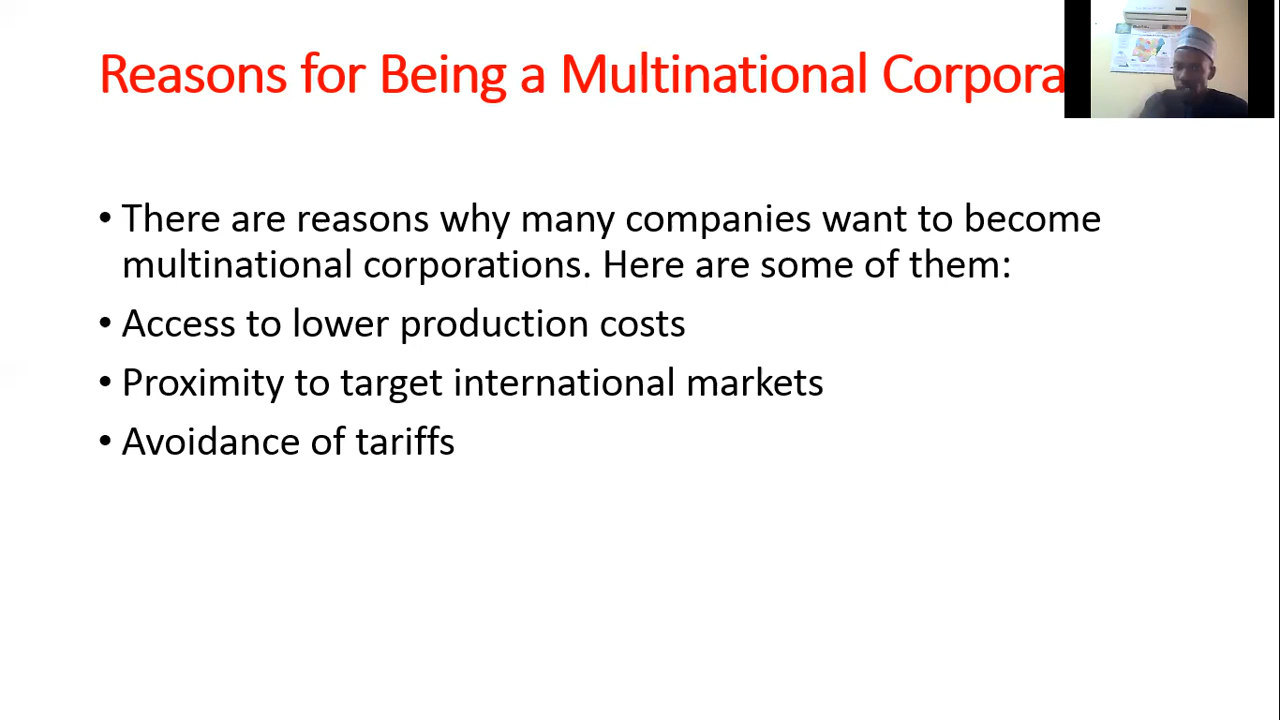 Reasons for Being a Multinational Corpora
• There are reasons why many companies want to become
multinational corporations. Here are some of them:
• Access to lower production costs
• Proximity to target international markets
• Avoidance of tariffs